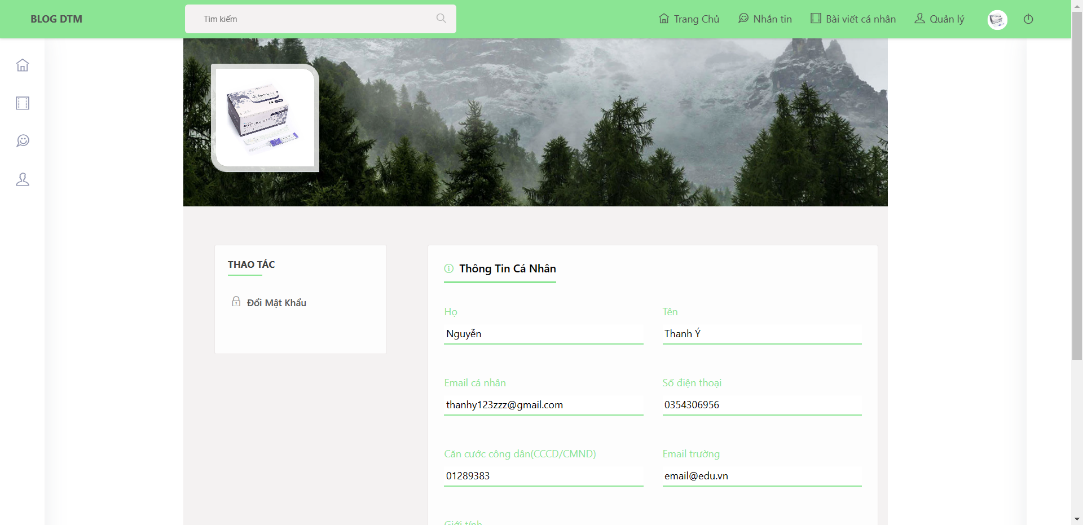 BLOG DTM
Tìm kiếm
Trang Chủ
Nhắn tin
Bài viết cá nhân
Quản lý
THAO TÁC
Đổi Mật Khẩu
Thông Tin Cá Nhân
Họ
Tên
Nguyễn
Thanh Ý
Email cá nhân
Số điện thoại
thanhy123zzz@gmail.com
0354306956
Căn cước công dân(CCCD/CMND)
Email trường
01289383
email@edu.vn
Giới tính